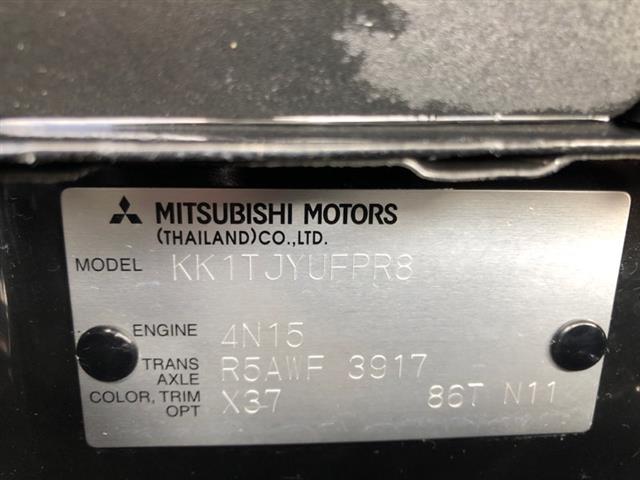 MITSUBISHI MOTORS
(THAILAND)CO.,LTD.
MODEL KK1TJYUFPR8
ENGINE 4N15
TRANS AXLE R5AWF 3917
COLOR, TRIM OPT X37 86T N11